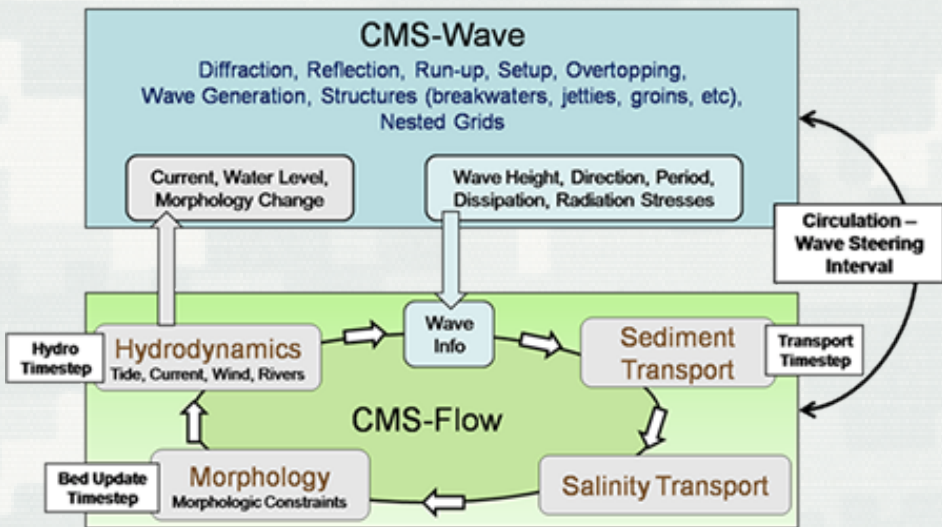 CMS-Wave
Diffraction, Reflection, Run-up, Setup, Overtopping,
Wave Generation, Structures (breakwaters, jetties, groins, etc),
Nested Grids
Current, Water Level,
Morphology Change
Wave Height, Direction, Period,
Dissipation, Radiation Stresses
Circulation –
Wave Steering
Interval
Hydro
Timestep
Hydrodynamics
Tide, Current, Wind, Rivers
Wave
Info
Sediment
Transport
Transport
Timestep
CMS-Flow
Bed Update
Timestep
Morphology
Morphologic Constraints
Salinity Transport